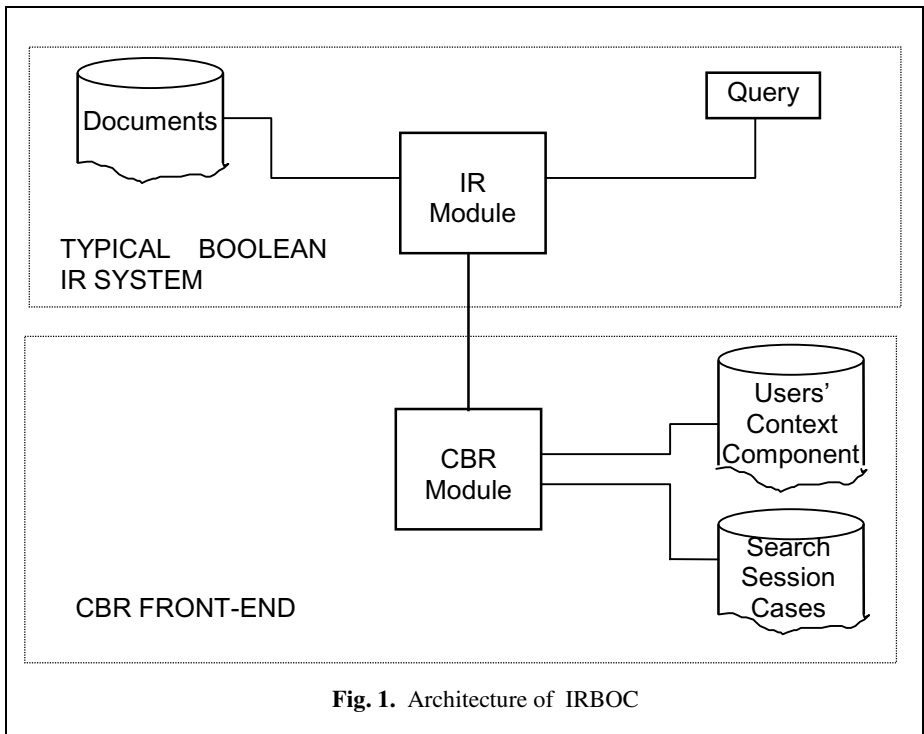 Documents
Query
IR
Module
TYPICAL BOOLEAN
IR SYSTEM
Users’
Context
Component
CBR
Module
Search
Session
Cases
CBR FRONT-END
Fig. 1. Architecture of IRBOC